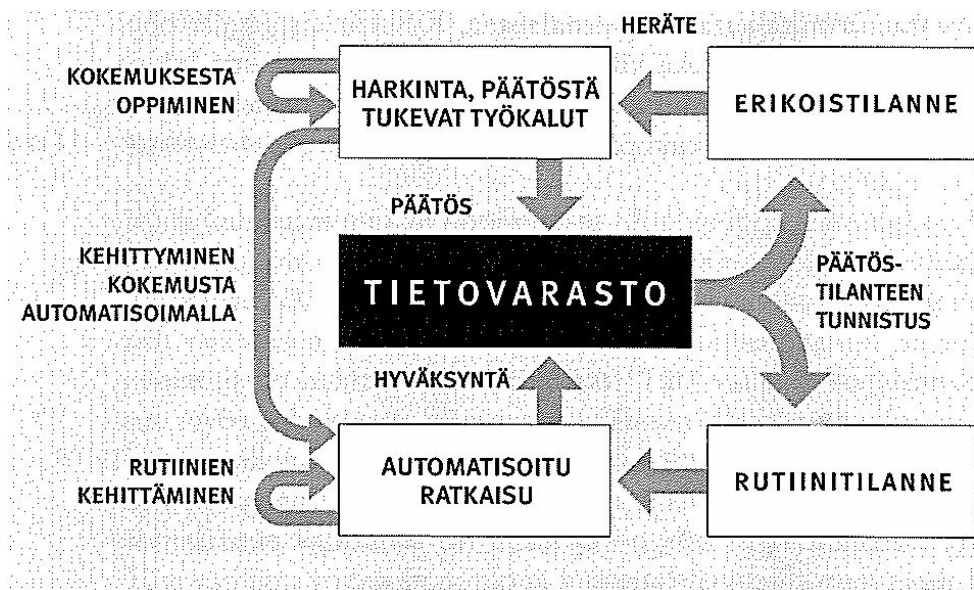 HERÄTE
KOKEMUKSESTA
OPPIMINEN
HARKINTA, PÄÄTÖSTÄ
TUKEVAT TYÖKALUT
ERIKOISTILANNE
PÄÄTÖS
KEHITTYMINEN
KOKEMUSTA
AUTOMATISOIMALLA
TIETOVARASTO
PÄÄTÖS-
TILANTEEN
TUNNISTUS
HYVÄKSYNTÄ
RUTIINIEN
KEHITTÄMINEN
AUTOMATISOITU
RATKAISU
RUTIINITILANNE